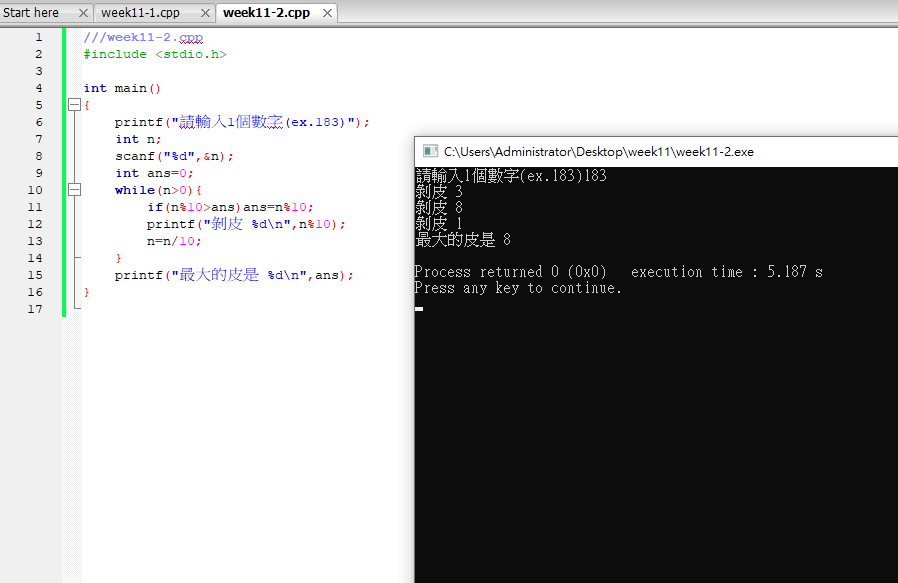 Start here × week11-1.cpp × week11-2.cpp ×
1 ///week11-2.cpp
2 #include <stdio.h>
3
4 int main()
5 {
6 printf("請輸入1個數字(ex.183)");
7 int n;
8 scanf("%d",&n);
9 int ans=0;
10 while(n>0){
11 if(n%10>ans)ans=n%10;
12 printf("剝皮 %d\n",n%10);
13 n=n/10;
14 }
15 printf("最大的皮是 %d\n",ans);
16 }
17
C:\Users\Administrator\Desktop\week11\week11-2.exe
請輸入1個數字(ex.183)183
剝皮 3
剝皮 8
剝皮 1
最大的皮是 8
Process returned 0 (0x0) execution time : 5.187 s
Press any key to continue.